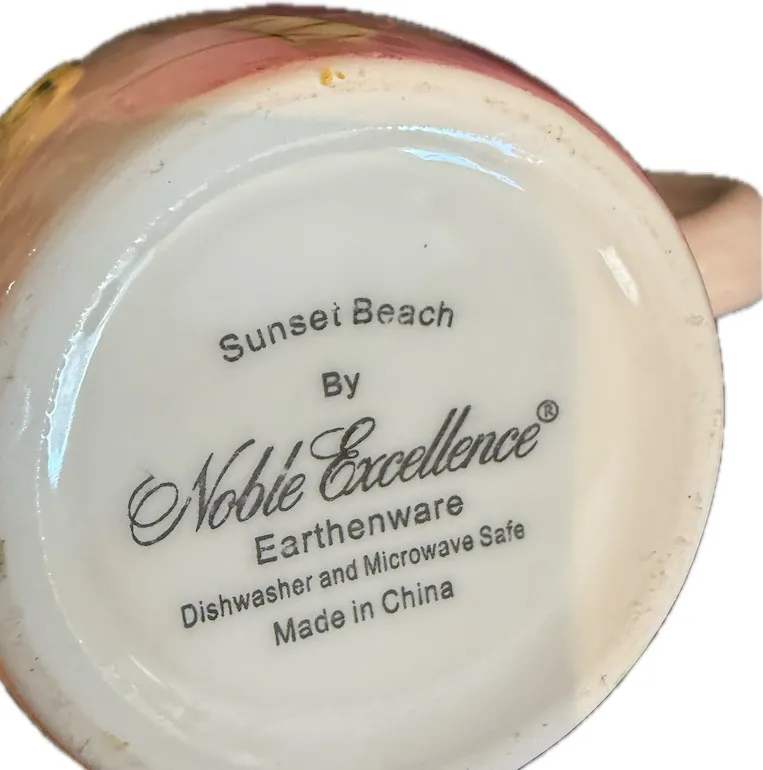 Sunset Beach
By
Noble Excellence®
Earthenware
Dishwasher and Microwave Safe
Made in China